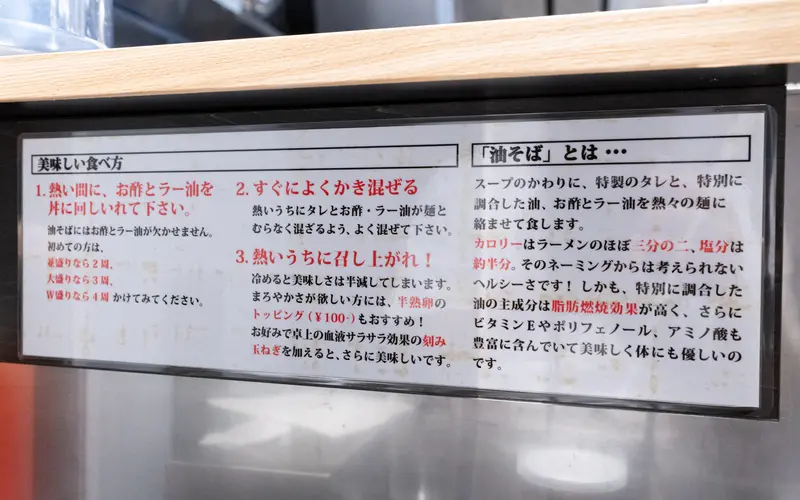 美味しい食べ方
1. 熱い間に、お酢とラー油を
丼に回しいれて下さい。
油そばにはお酢とラー油が欠かせません。
初めての方は、
並盛りなら2周、
大盛りなら3周、
W盛りなら4周 かけてみてください。
2. すぐによくかき混ぜる
熱いうちにタレとお酢・ラー油が麺と
むらなく混ざるよう、よく混ぜて下さい。
3. 熱いうちに召し上がれ！
冷めると美味しさは半減してしまいます。
まろやかさが欲しい方には、半熟卵の
トッピング(¥100-)もおすすめ！
お好みで卓上の血液サラサラ効果の刻み
玉ねぎを加えると、さらに美味しいです。
「油そば」とは…
スープのかわりに、特製のタレと、特別に
調合した油、お酢とラー油を熱々の麺に
絡ませて食します。
カロリーはラーメンのほぼ三分の二、塩分は
約半分。そのネーミングからは考えられない
ヘルシーさです！しかも、特別に調合した
油の主成分は脂肪燃焼効果が高く、さらに
ビタミンEやポリフェノール、アミノ酸も
豊富に含んでいて美味しく体にも優しいの
です。